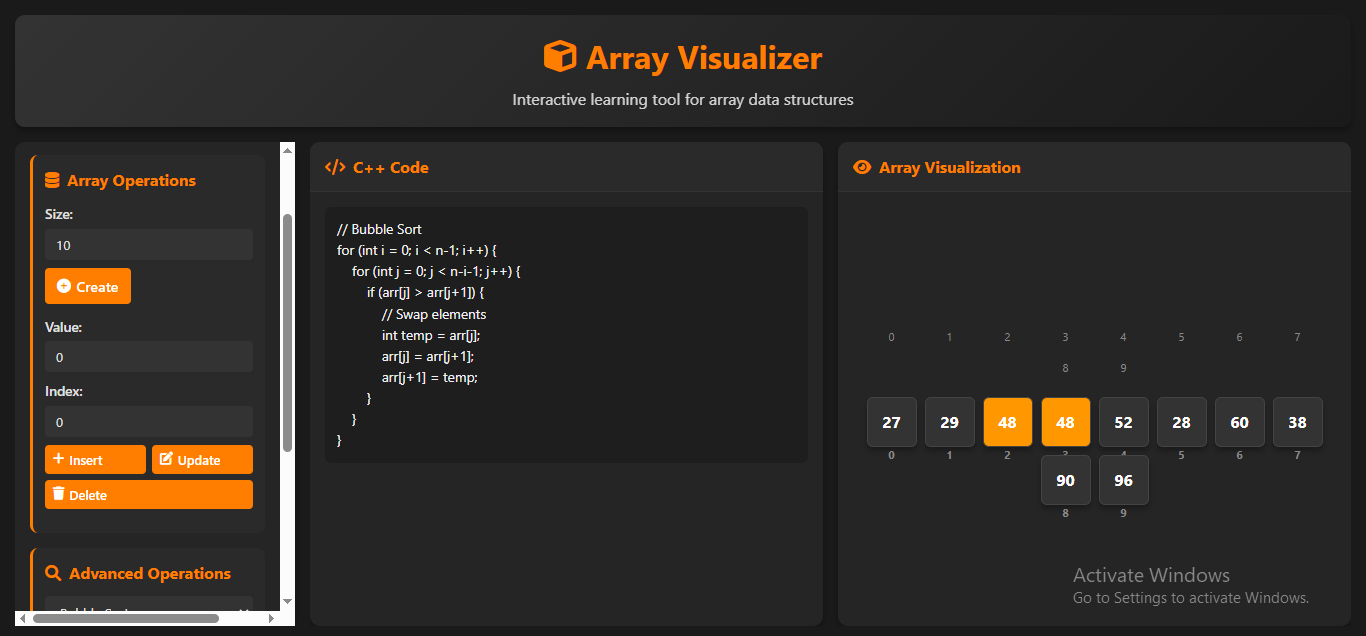 Array Visualizer
Interactive learning tool for array data structures
Array Operations
Size:
10
Create
Value:
0
Index:
0
Insert Update
Delete
Advanced Operations
Bubble Sort
</> C++ Code
// Bubble Sort
for (int i = 0; i < n-1; i++) {
for (int j = 0; j < n-i-1; j++) {
if (arr[j] > arr[j+1]) {
// Swap elements
int temp = arr[j];
arr[j] = arr[j+1];
arr[j+1] = temp;
}
}
}
Array Visualization
0 1 2 3 4 5 6 7
8 9
27 29 48 48 52 28 60 38
0 1 2 3 4 5 6 7
90 96
8 9
Activate Windows
Go to Settings to activate Windows.